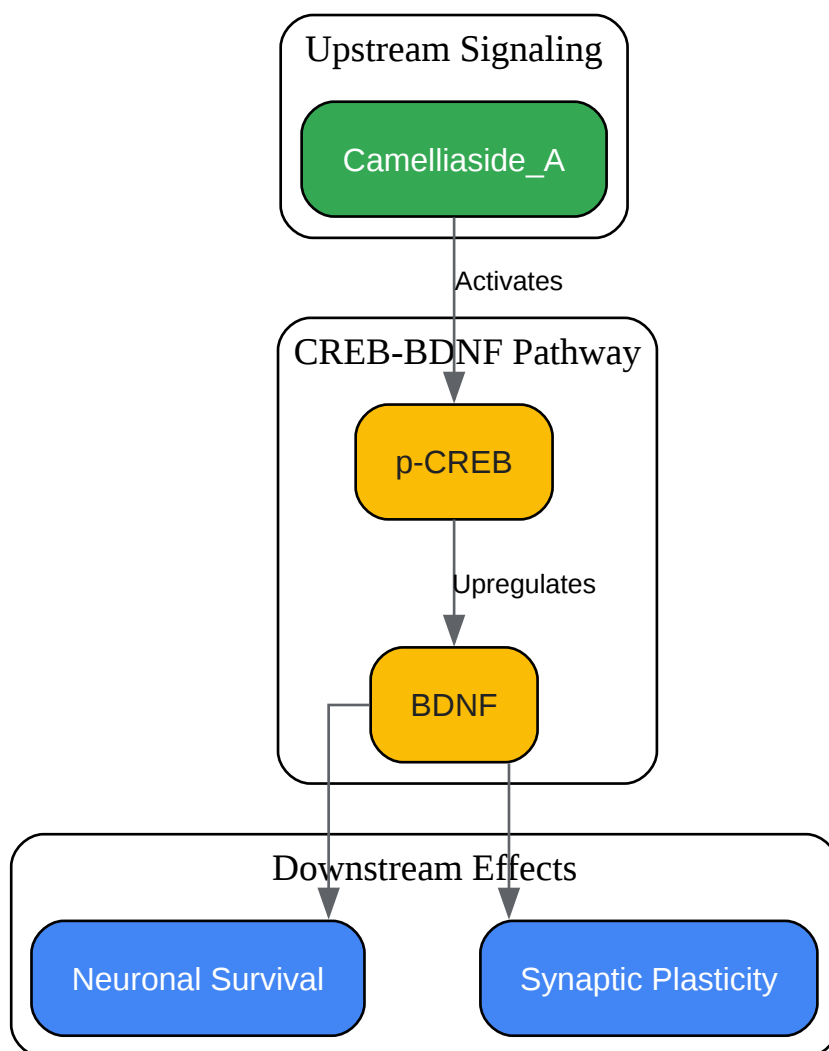 Upstream Signaling
Camelliaside_A
Activates
CREB-BDNF Pathway
p-CREB
Upregulates
BDNF
Downstream Effects
Neuronal Survival
Synaptic Plasticity